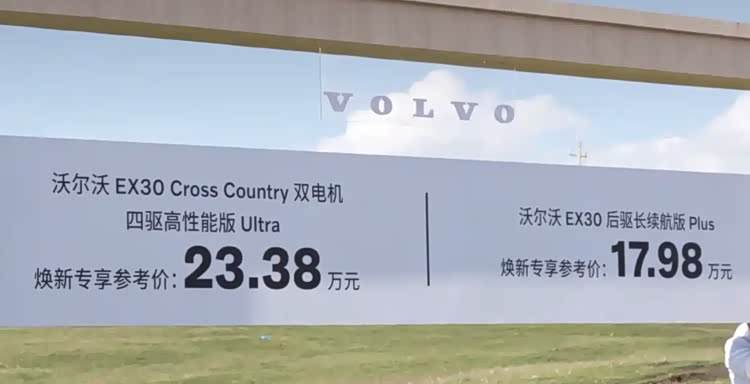 VOLVO
沃尔沃 EX30 Cross Country 双电机
四驱高性能版 Ultra
焕新专享参考价: 23.38 万元
沃尔沃 EX30 后驱长续航版 Plus
焕新专享参考价: 17.98 万元